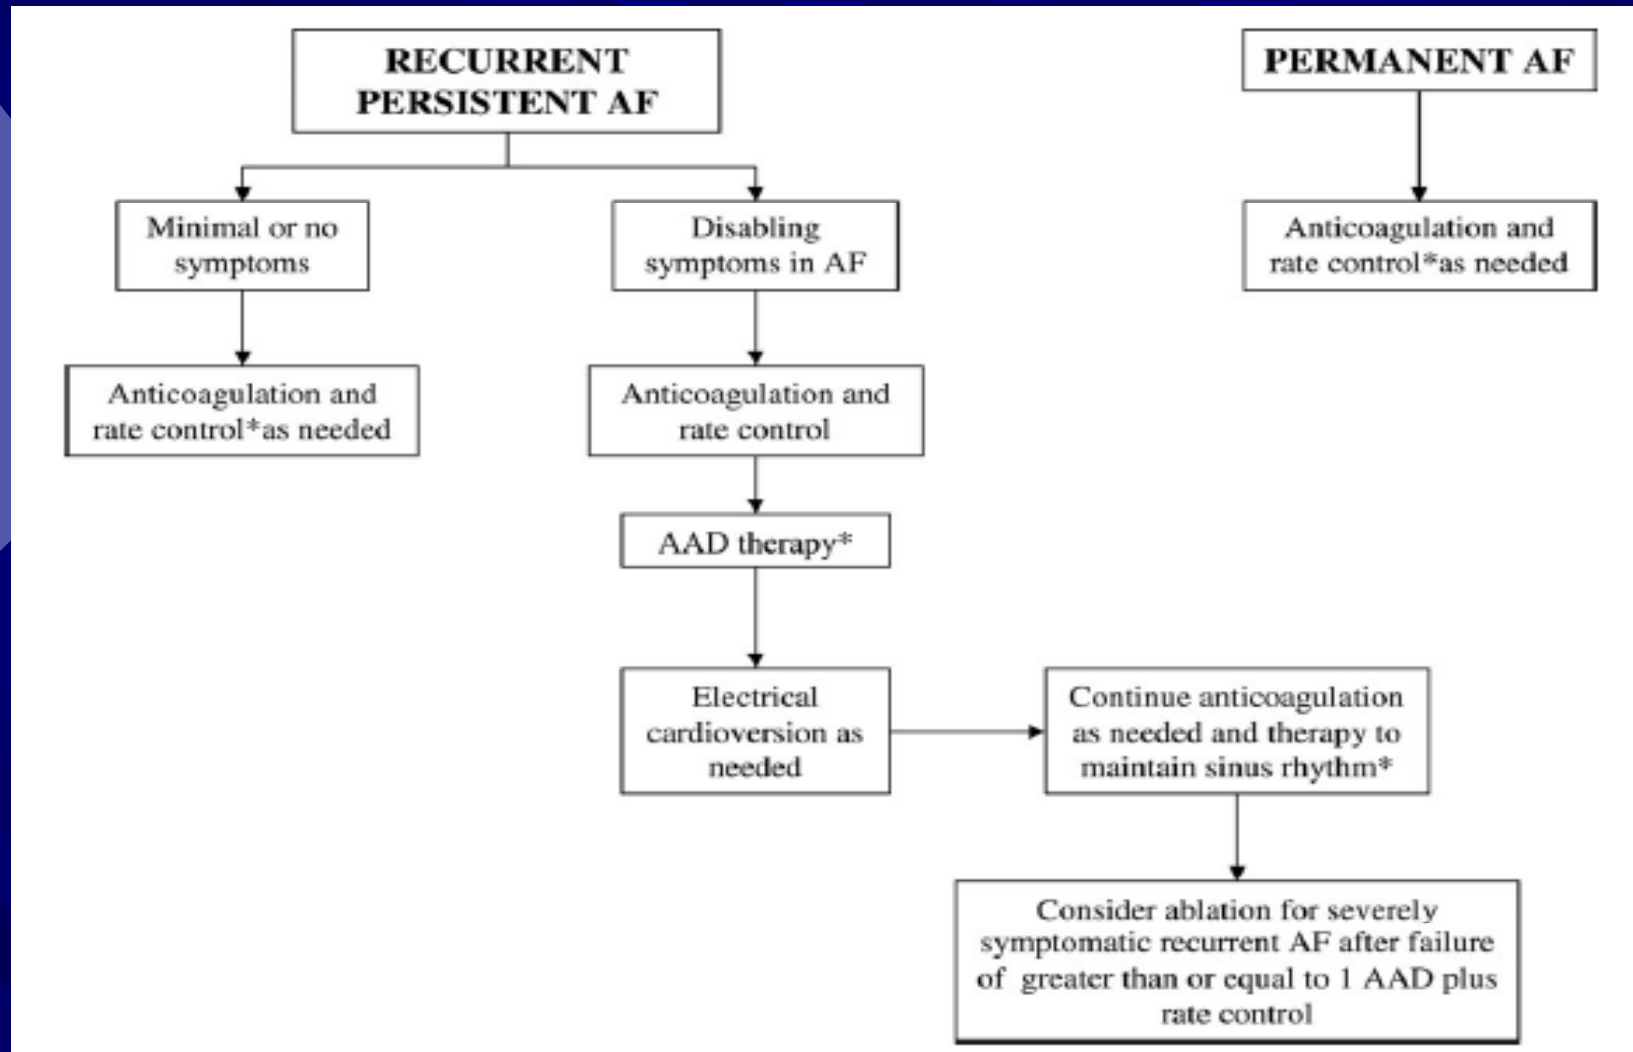 RECURRENT
PERSISTENT AF
PERMANENT AF
Minimal or no
symptoms
Disabling
symptoms in AF
Anticoagulation and
rate control*as needed
Anticoagulation and
rate control*as needed
Anticoagulation and
rate control
AAD therapy*
Electrical
cardioversion as
needed
Continue anticoagulation
as needed and therapy to
maintain sinus rhythm*
Consider ablation for severely
symptomatic recurrent AF after failure
of greater than or equal to 1 AAD plus
rate control